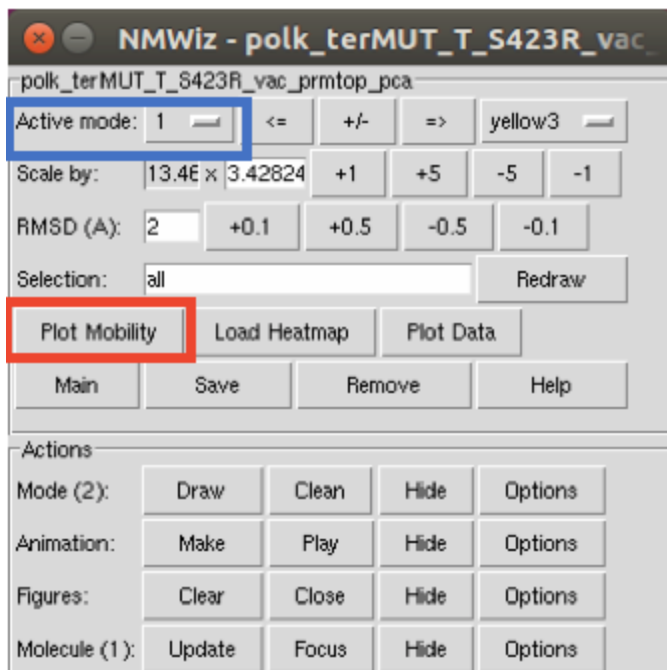 NMWiz - polk_terMUT_T_S423R_vac_
polk_terMUT_T_S423R_vac_prmtop_pca
Active mode: 1 <= +/- => yellow3
Scale by: 13.46 x 3.42824 +1 +5 -5 -1
RMSD (A): 2 +0.1 +0.5 -0.5 -0.1
Selection: all Redraw
Plot Mobility Load Heatmap Plot Data
Main Save Remove Help
Actions
Mode (2): Draw Clean Hide Options
Animation: Make Play Hide Options
Figures: Clear Close Hide Options
Molecule (1): Update Focus Hide Options